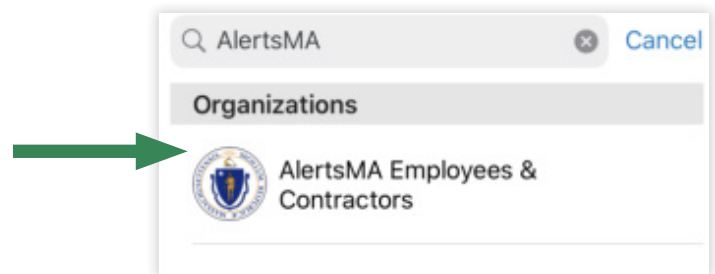 AlertsMA
Cancel
Organizations
AlertsMA Employees &
Contractors